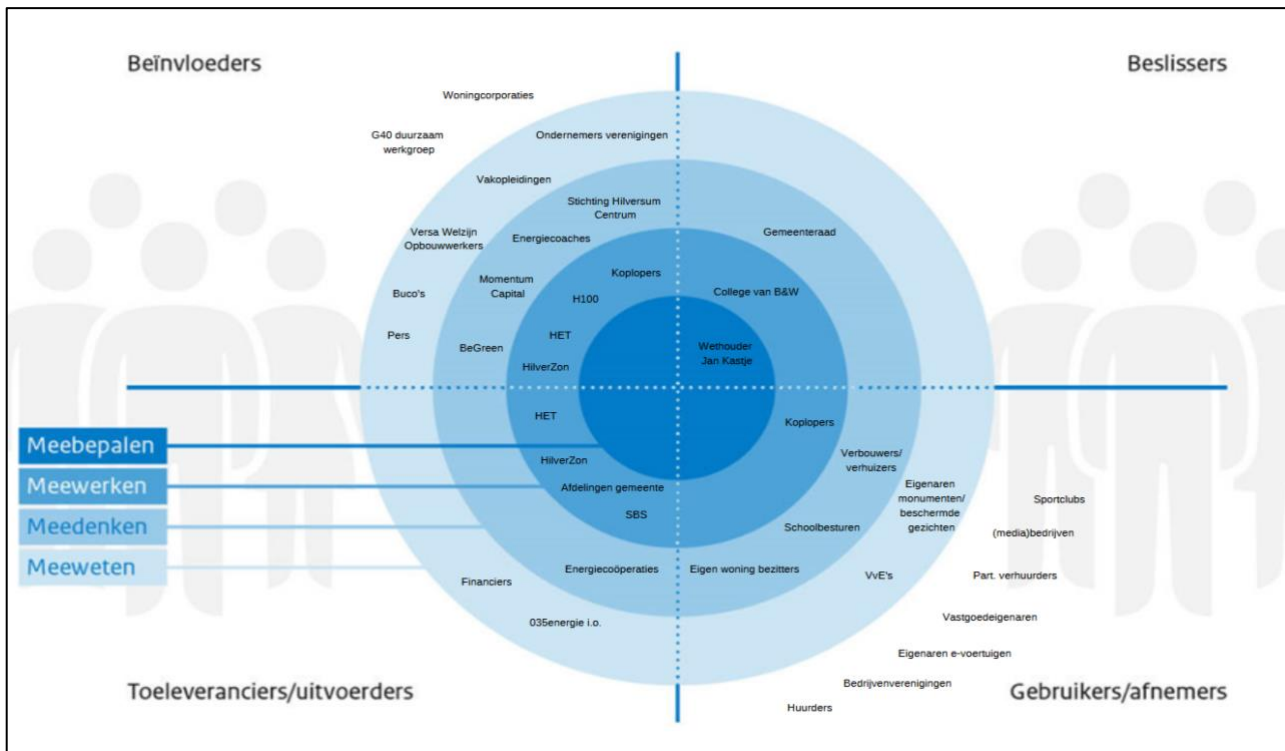 Beïnvloeders
Beslissers
Woningcorporaties
G40 duurzaam
werkgroep
Ondernemers verenigingen
Vakopleidingen
Stichting Hilversum
Centrum
Versa Welzijn
Opbouwwerkers
Energiecoaches
Gemeenteraad
Koplopers
Momentum
Capital
Buco's
H100
College van B&W
Pers
HET
BeGreen
Wethouder
Jan Kastje
HilverZon
HET
Koplopers
Meebepalen
HilverZon
Verbouwers/
verhuizers
Meewerken
Afdelingen gemeente
Eigenaren
monumenten/
beschermde
gezichten
Sportclubs
SBS
Meedenken
Schoolbesturen
(media)bedrijven
Meeweten
Financiers
Energiecoöperaties
Eigen woning bezitters
VvE's
Part. verhuurders
035energie i.o.
Vastgoedeigenaren
Eigenaren e-voertuigen
Toeleveranciers/uitvoerders
Bedrijvenverenigingen
Gebruikers/afnemers
Huurders